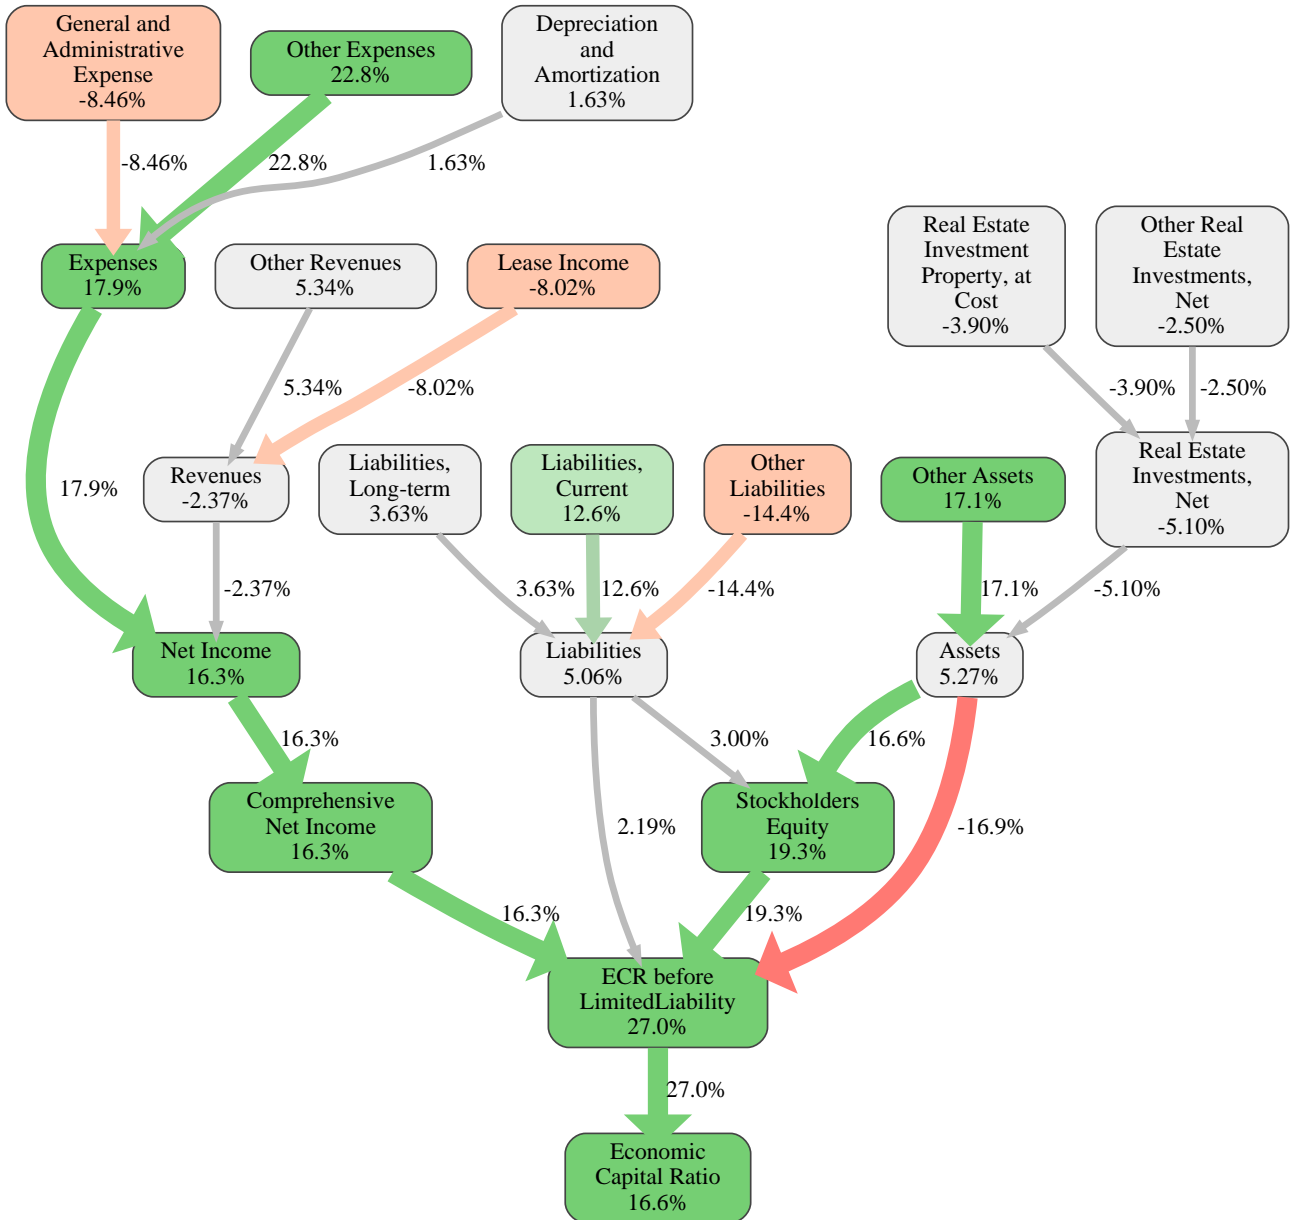 General and
Administrative
Expense
-8.46%
Other Expenses
22.8%
Depreciation
and
Amortization
1.63%
-8.46%
22.8%
1.63%
Expenses
17.9%
Other Revenues
5.34%
Lease Income
-8.02%
Real Estate
Investment
Property, at
Cost
-3.90%
Other Real
Estate
Investments,
Net
-2.50%
5.34%
-8.02%
-3.90%
-2.50%
17.9%
Revenues
-2.37%
Liabilities,
Long-term
3.63%
Liabilities,
Current
12.6%
Other
Liabilities
-14.4%
Other Assets
17.1%
Real Estate
Investments,
Net
-5.10%
-2.37%
3.63%
12.6%
-14.4%
17.1%
-5.10%
Net Income
16.3%
Liabilities
5.06%
Assets
5.27%
16.3%
3.00%
16.6%
Comprehensive
Net Income
16.3%
2.19%
Stockholders
Equity
19.3%
-16.9%
16.3%
19.3%
ECR before
LimitedLiability
27.0%
27.0%
Economic
Capital Ratio
16.6%